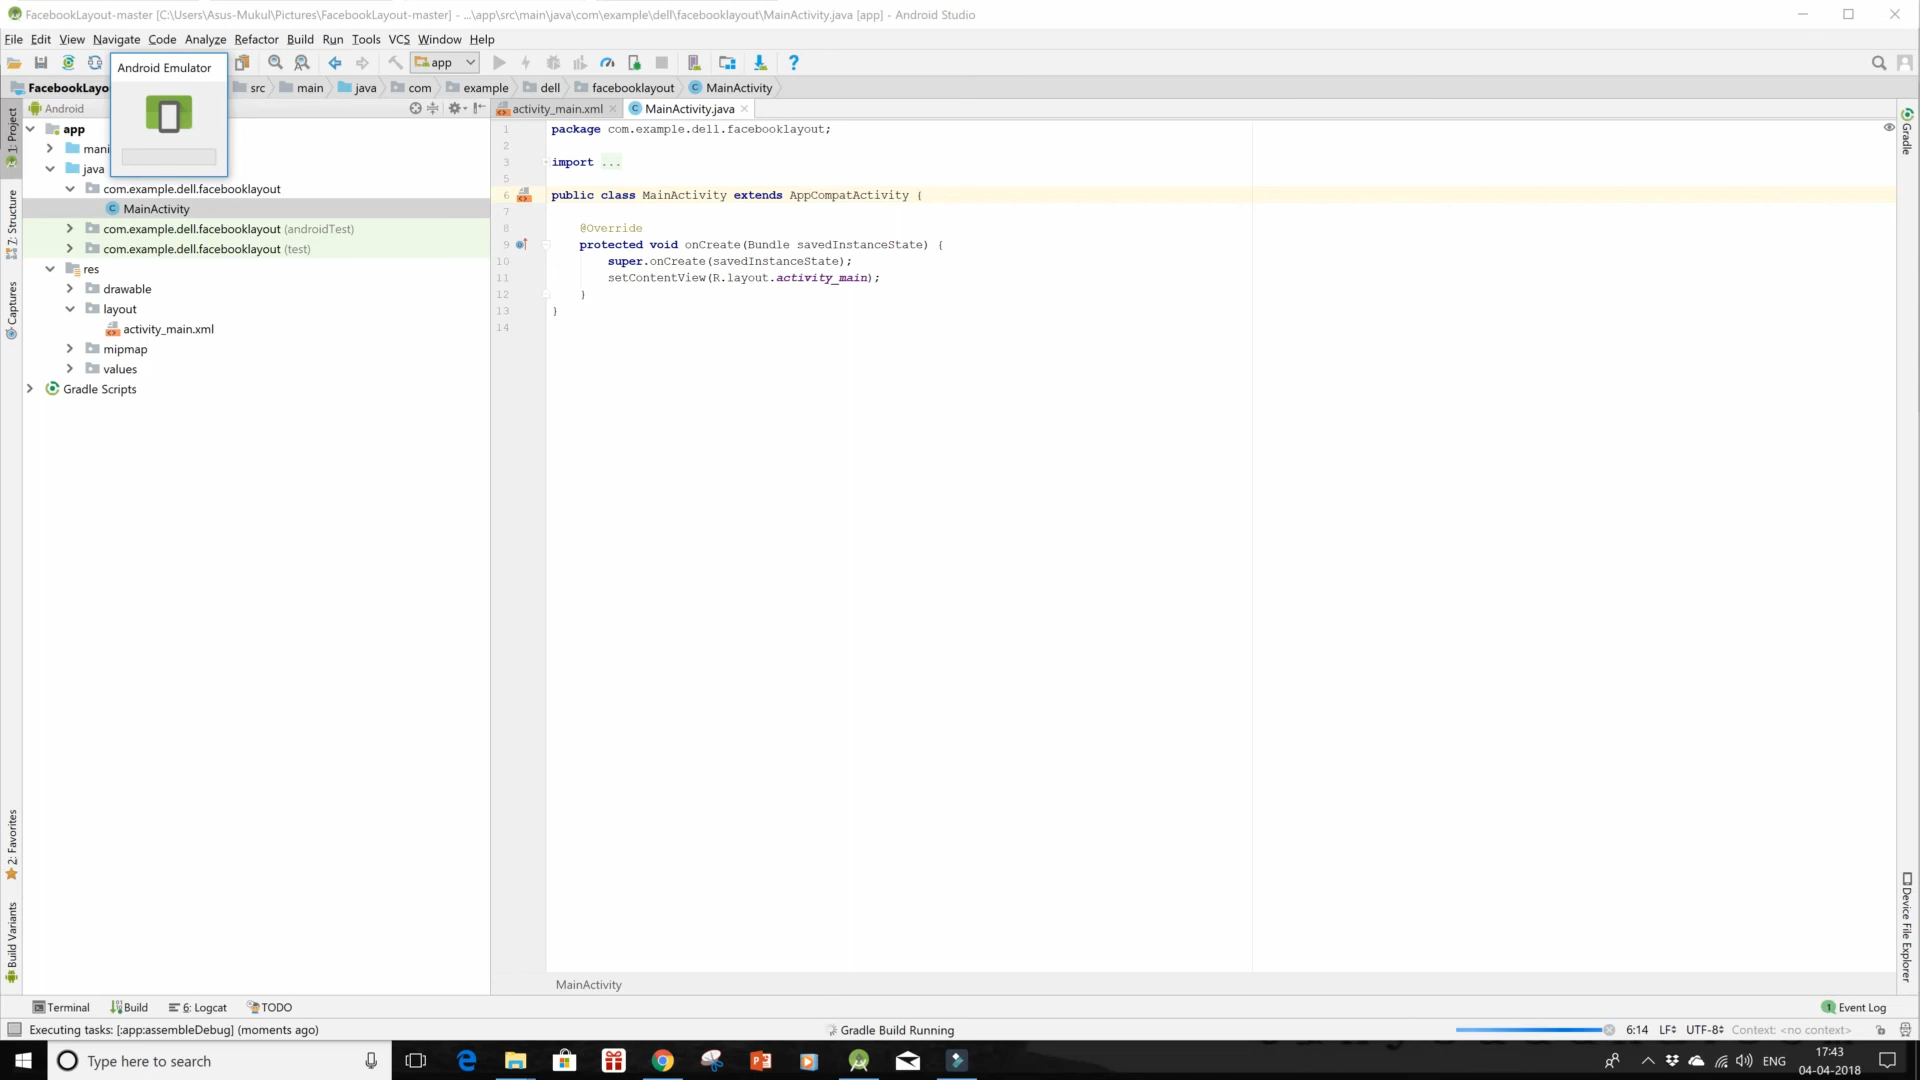 FacebookLayout-master [C:\Users\Asus-Mukul\Pictures\FacebookLayout-master] - ...\app\src\main\java\com\example\dell\facebooklayout\MainActivity.java [app] - Android Studio
File Edit View Navigate Code Analyze Refactor Build Run Tools VCS Window Help
app
Android Emulator
FacebookLayo src main java com example dell facebooklayout MainActivity
Android
activity_main.xml MainActivity.java
app
mani
java
com.example.dell.facebooklayout
MainActivity
com.example.dell.facebooklayout (androidTest)
com.example.dell.facebooklayout (test)
res
drawable
layout
activity_main.xml
mipmap
values
Gradle Scripts
1: Project
7: Structure
Captures
2: Favorites
Build Variants
1 package com.example.dell.facebooklayout;
2
3 import ...
5
6 public class MainActivity extends AppCompatActivity {
7
8 @Override
9 protected void onCreate(Bundle savedInstanceState) {
10 super.onCreate(savedInstanceState);
11 setContentView(R.layout.activity_main);
12 }
13 }
14
Gradle
Device File Explorer
MainActivity
Terminal Build 6: Logcat TODO
1 Event Log
Executing tasks: [:app:assembleDebug] (moments ago) Gradle Build Running 6:14 LF UTF-8 Context: <no context>
Type here to search
ENG
17:43
04-04-2018